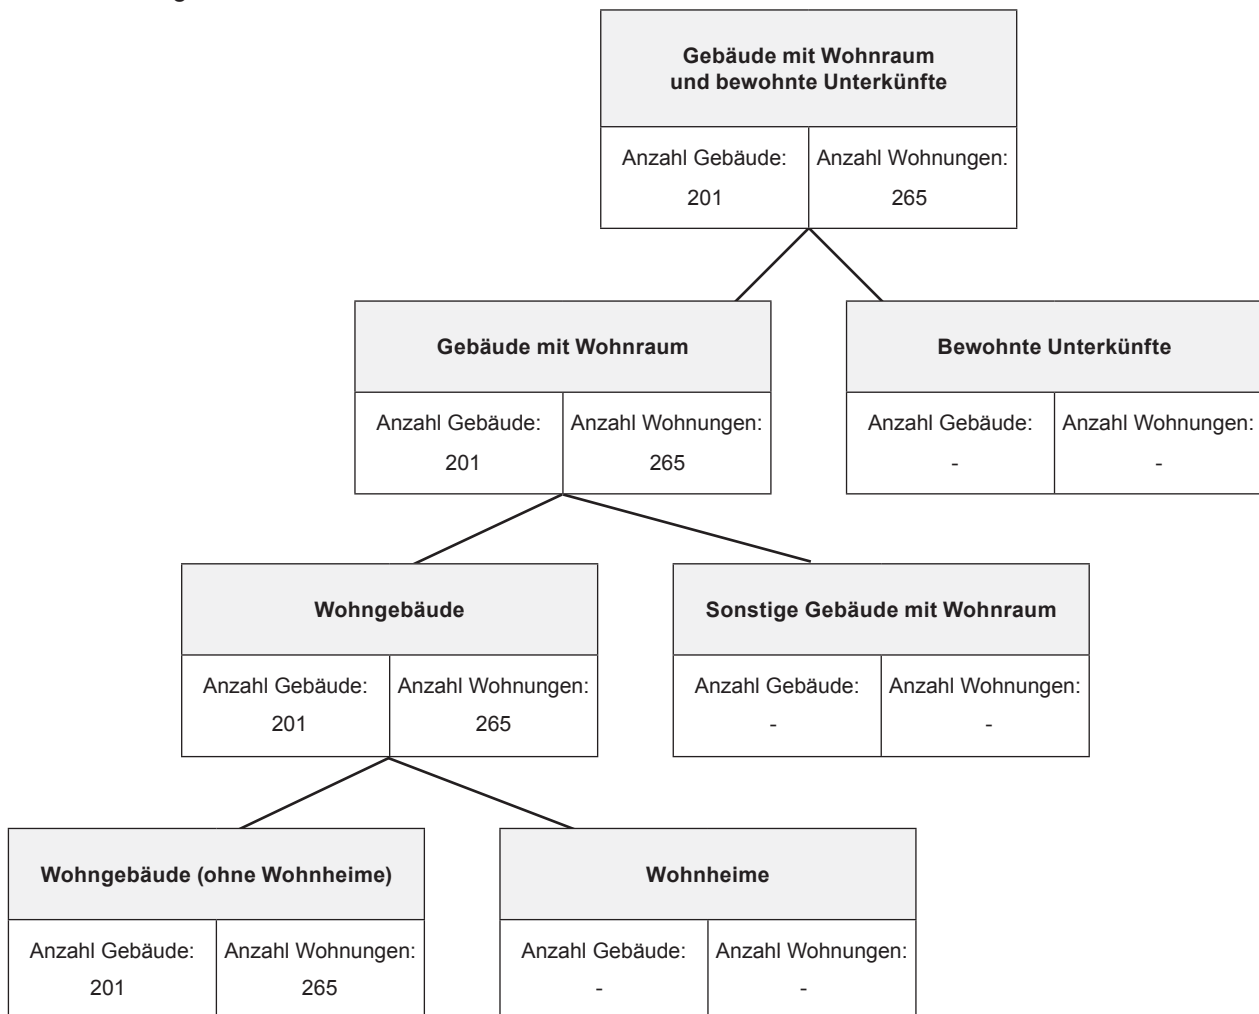 Gebäude mit Wohnraum
und bewohnte Unterkünfte
Anzahl Gebäude: Anzahl Wohnungen:
201 265
Gebäude mit Wohnraum
Bewohnte Unterkünfte
Anzahl Gebäude: Anzahl Wohnungen:
201 265
Anzahl Gebäude: Anzahl Wohnungen:
- -
Wohngebäude
Sonstige Gebäude mit Wohnraum
Anzahl Gebäude: Anzahl Wohnungen:
201 265
Anzahl Gebäude: Anzahl Wohnungen:
- -
Wohngebäude (ohne Wohnheime)
Wohnheime
Anzahl Gebäude: Anzahl Wohnungen:
201 265
Anzahl Gebäude: Anzahl Wohnungen:
- -